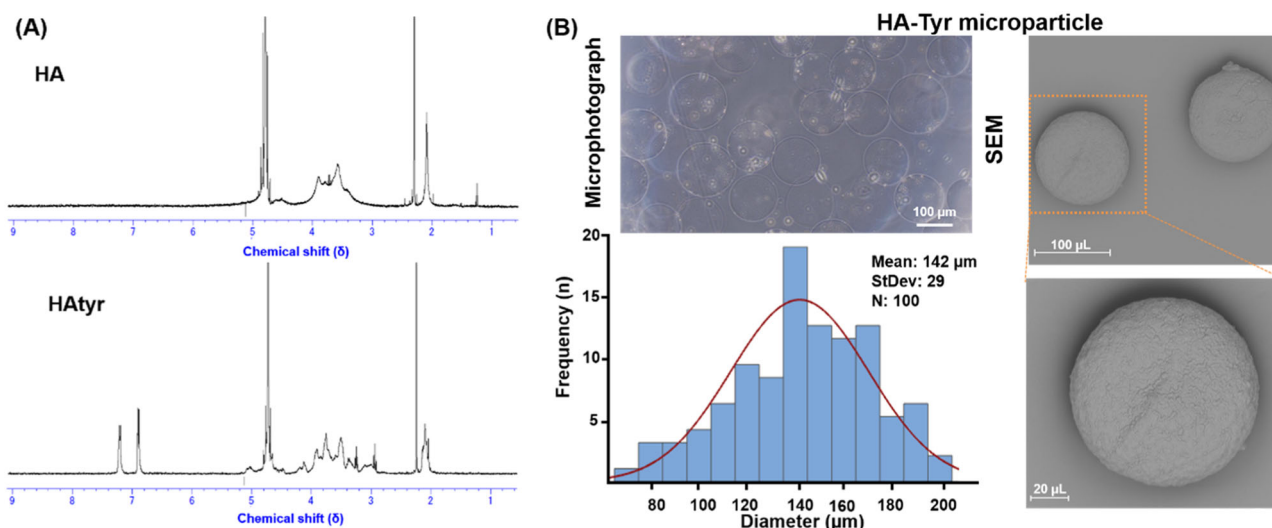 (A)
HA
9 8 7 6 5 4 3 2 1
Chemical shift (δ)
HAtyr
9 8 7 6 5 4 3 2 1
Chemical shift (δ)
(B)
HA-Tyr microparticle
Microphotograph
100 µm
SEM
100 µL
20 µL
Mean: 142 µm
StDev: 29
N: 100
Frequency (n)
20
15
10
5
80 100 120 140 160 180 200
Diameter (µm)